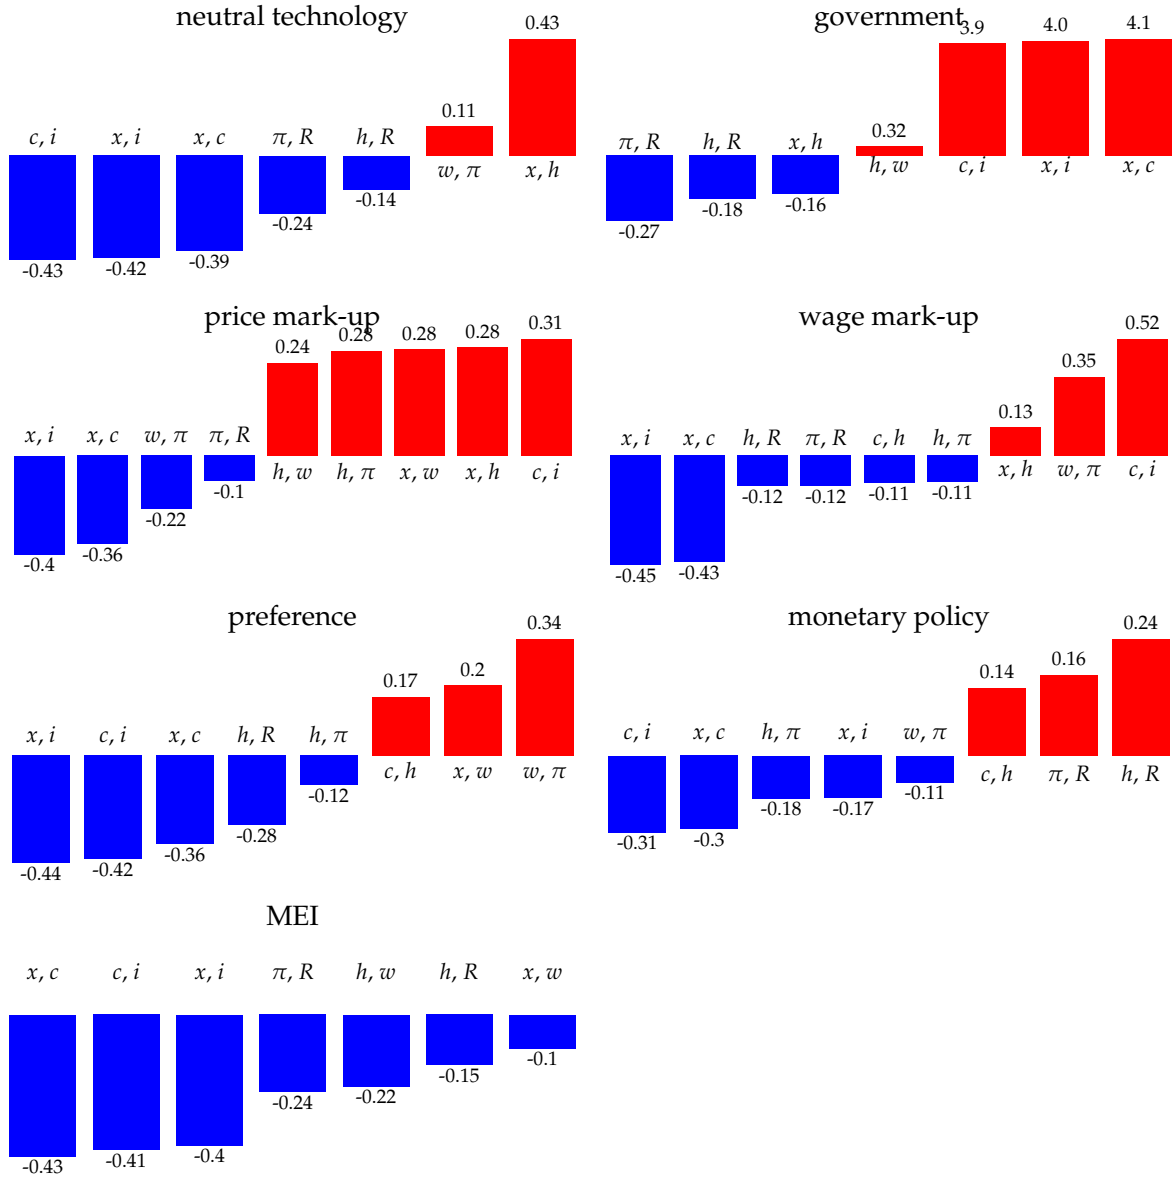 neutral technology
0.43
0.11
c, i x, i x, c π, R h, R
w, π x, h
-0.14
-0.24
-0.39
-0.43 -0.42
government
3.9 4.0 4.1
0.32
π, R h, R x, h
h, w c, i x, i x, c
-0.18 -0.16
-0.27
price mark-up
0.24 0.28 0.28 0.28 0.31
x, i x, c w, π π, R
h, w h, π x, w x, h c, i
-0.1
-0.22
-0.36
-0.4
wage mark-up
0.52
0.35
0.13
x, i x, c h, R π, R c, h h, π
x, h w, π c, i
-0.12 -0.12 -0.11 -0.11
-0.45 -0.43
preference
0.34
0.17 0.2
x, i c, i x, c h, R h, π
c, h x, w w, π
-0.12
-0.28
-0.36
-0.44 -0.42
monetary policy
0.24
0.14 0.16
c, i x, c h, π x, i w, π
c, h π, R h, R
-0.11
-0.18 -0.17
-0.31 -0.3
MEI
x, c c, i x, i π, R h, w h, R x, w
-0.1
-0.15
-0.24 -0.22
-0.43 -0.41 -0.4